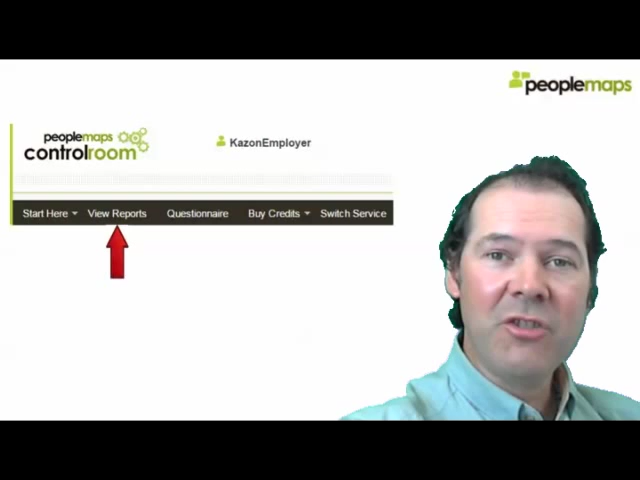 peoplemaps
peoplemaps
controlroom
KazonEmployer
Start Here View Reports Questionnaire Buy Credits Switch Service